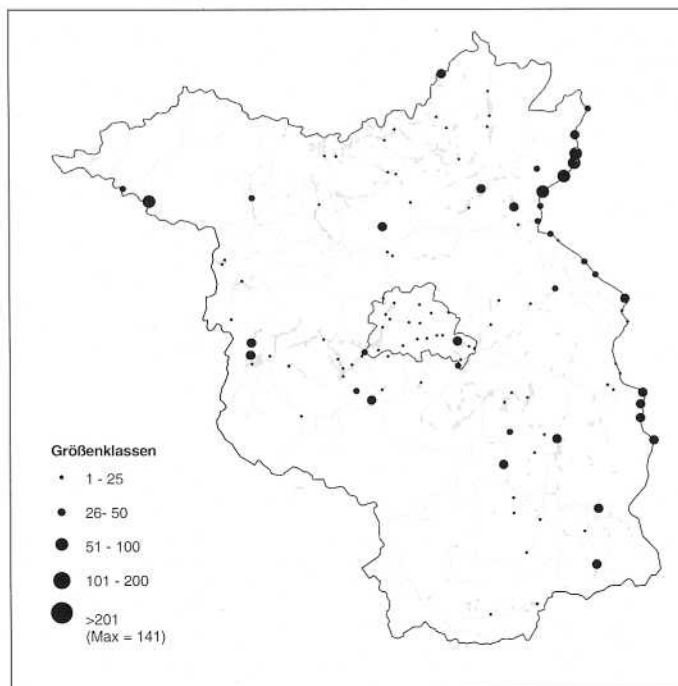 Größenklassen
1 - 25
26- 50
51 - 100
101 - 200
>201
(Max = 141)